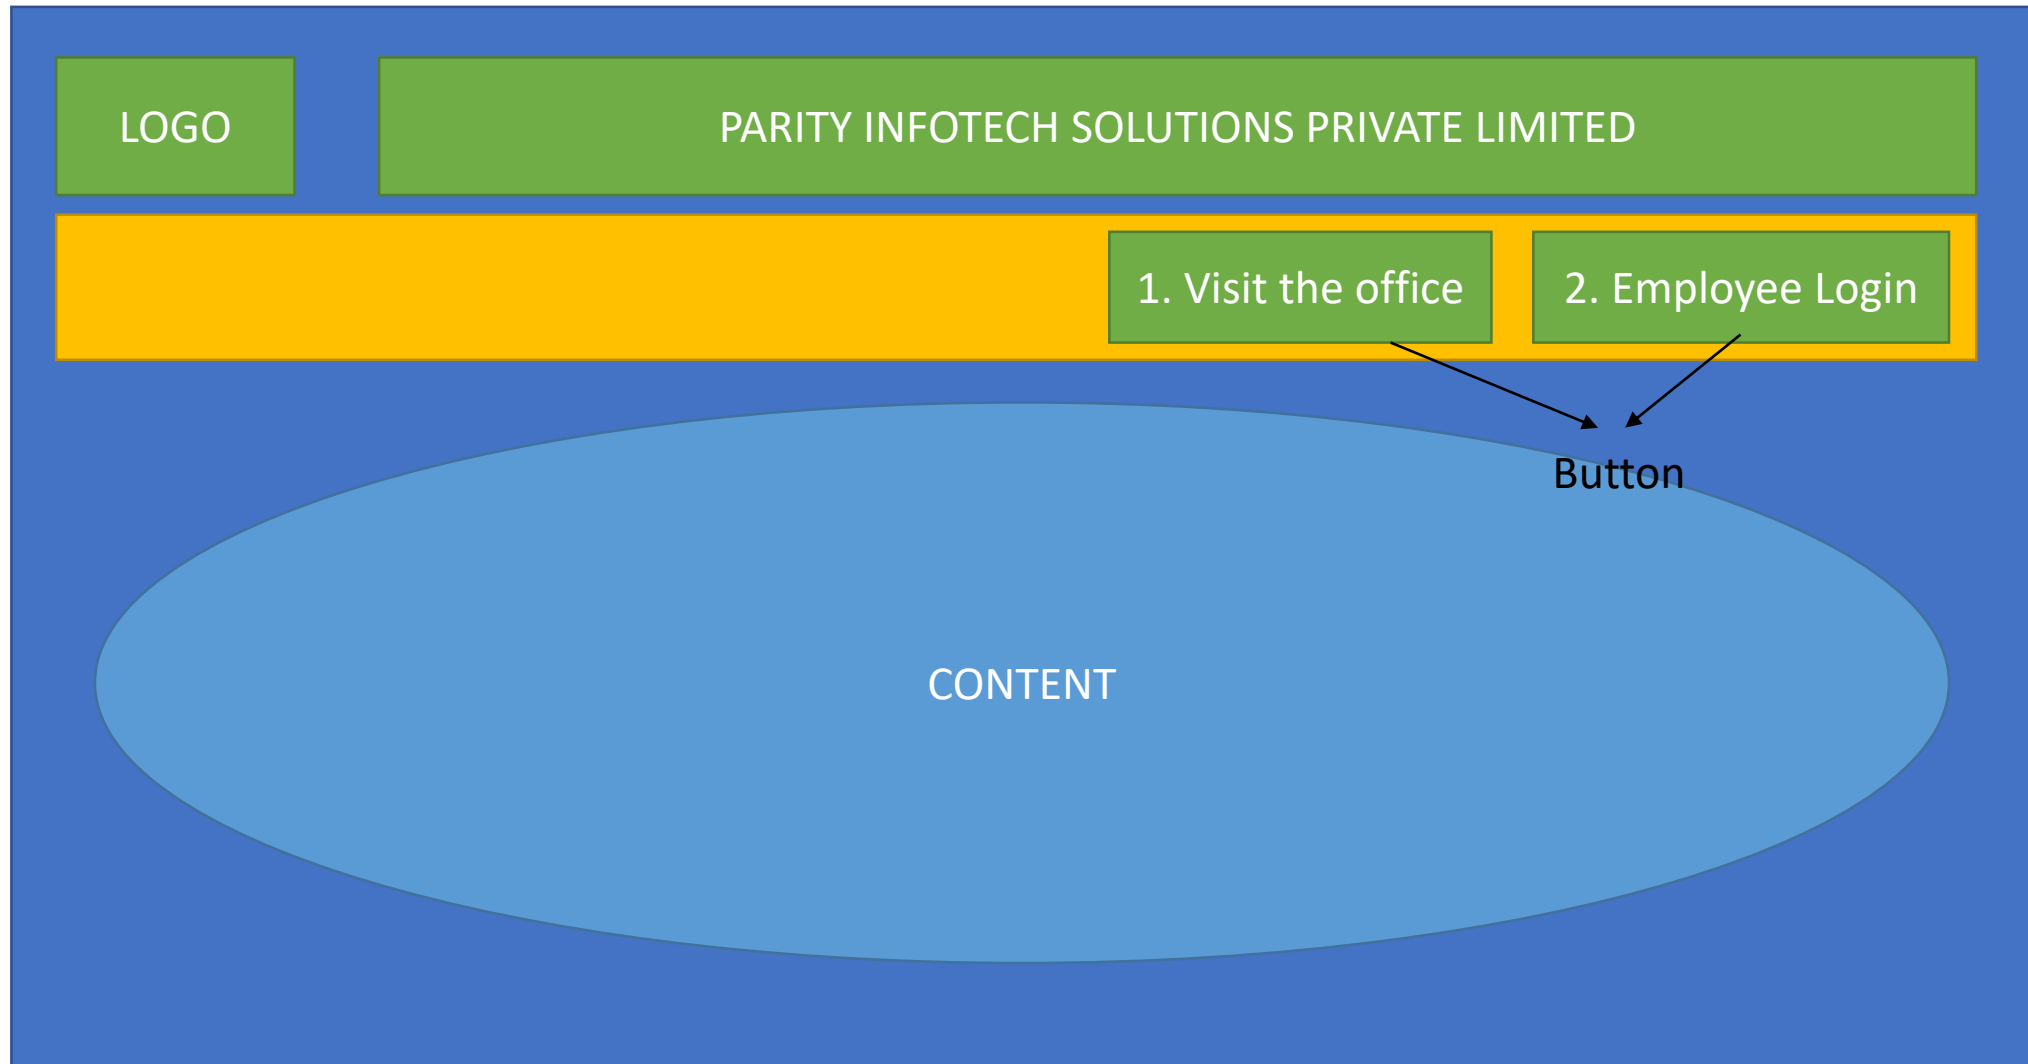 LOGO
PARITY INFOTECH SOLUTIONS PRIVATE LIMITED
1. Visit the office
2. Employee Login
Button
CONTENT